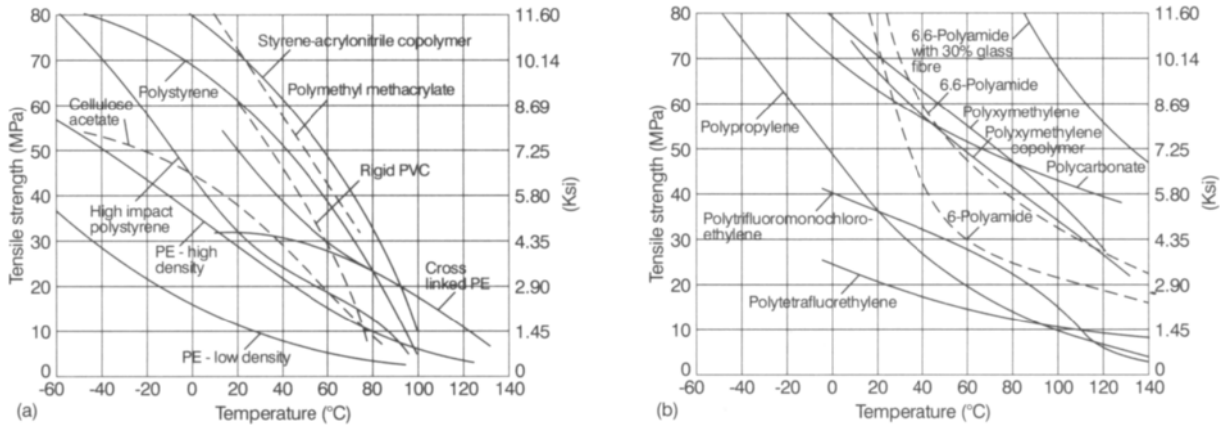 80
70
60
50
40
30
20
10
0
Tensile strength (MPa)
Styrene-acrylonitrile copolymer
Polystyrene
Polymethyl methacrylate
Cellulose
acetate
Rigid PVC
High impact
polystyrene
PE - high
density
Cross
linked PE
PE - low density
11.60
10.14
8.69
7.25
5.80
4.35
2.90
1.45
0
(Ksi)
-60 -40 -20 0 20 40 60 80 100 120 140
(a)
Temperature (°C)
80
70
60
50
40
30
20
10
0
Tensile strength (MPa)
6.6-Polyamide
with 30% glass
fibre
6.6-Polyamide
Polypropylene
Polyxymethylene
Polyxymethylene
copolymer
Polycarbonate
Polytrifluoromonochloro-
ethylene
6-Polyamide
Polytetrafluorethylene
11.60
10.14
8.69
7.25
5.80
4.35
2.90
1.45
0
(Ksi)
-60 -40 -20 0 20 40 60 80 100 120 140
(b)
Temperature (°C)